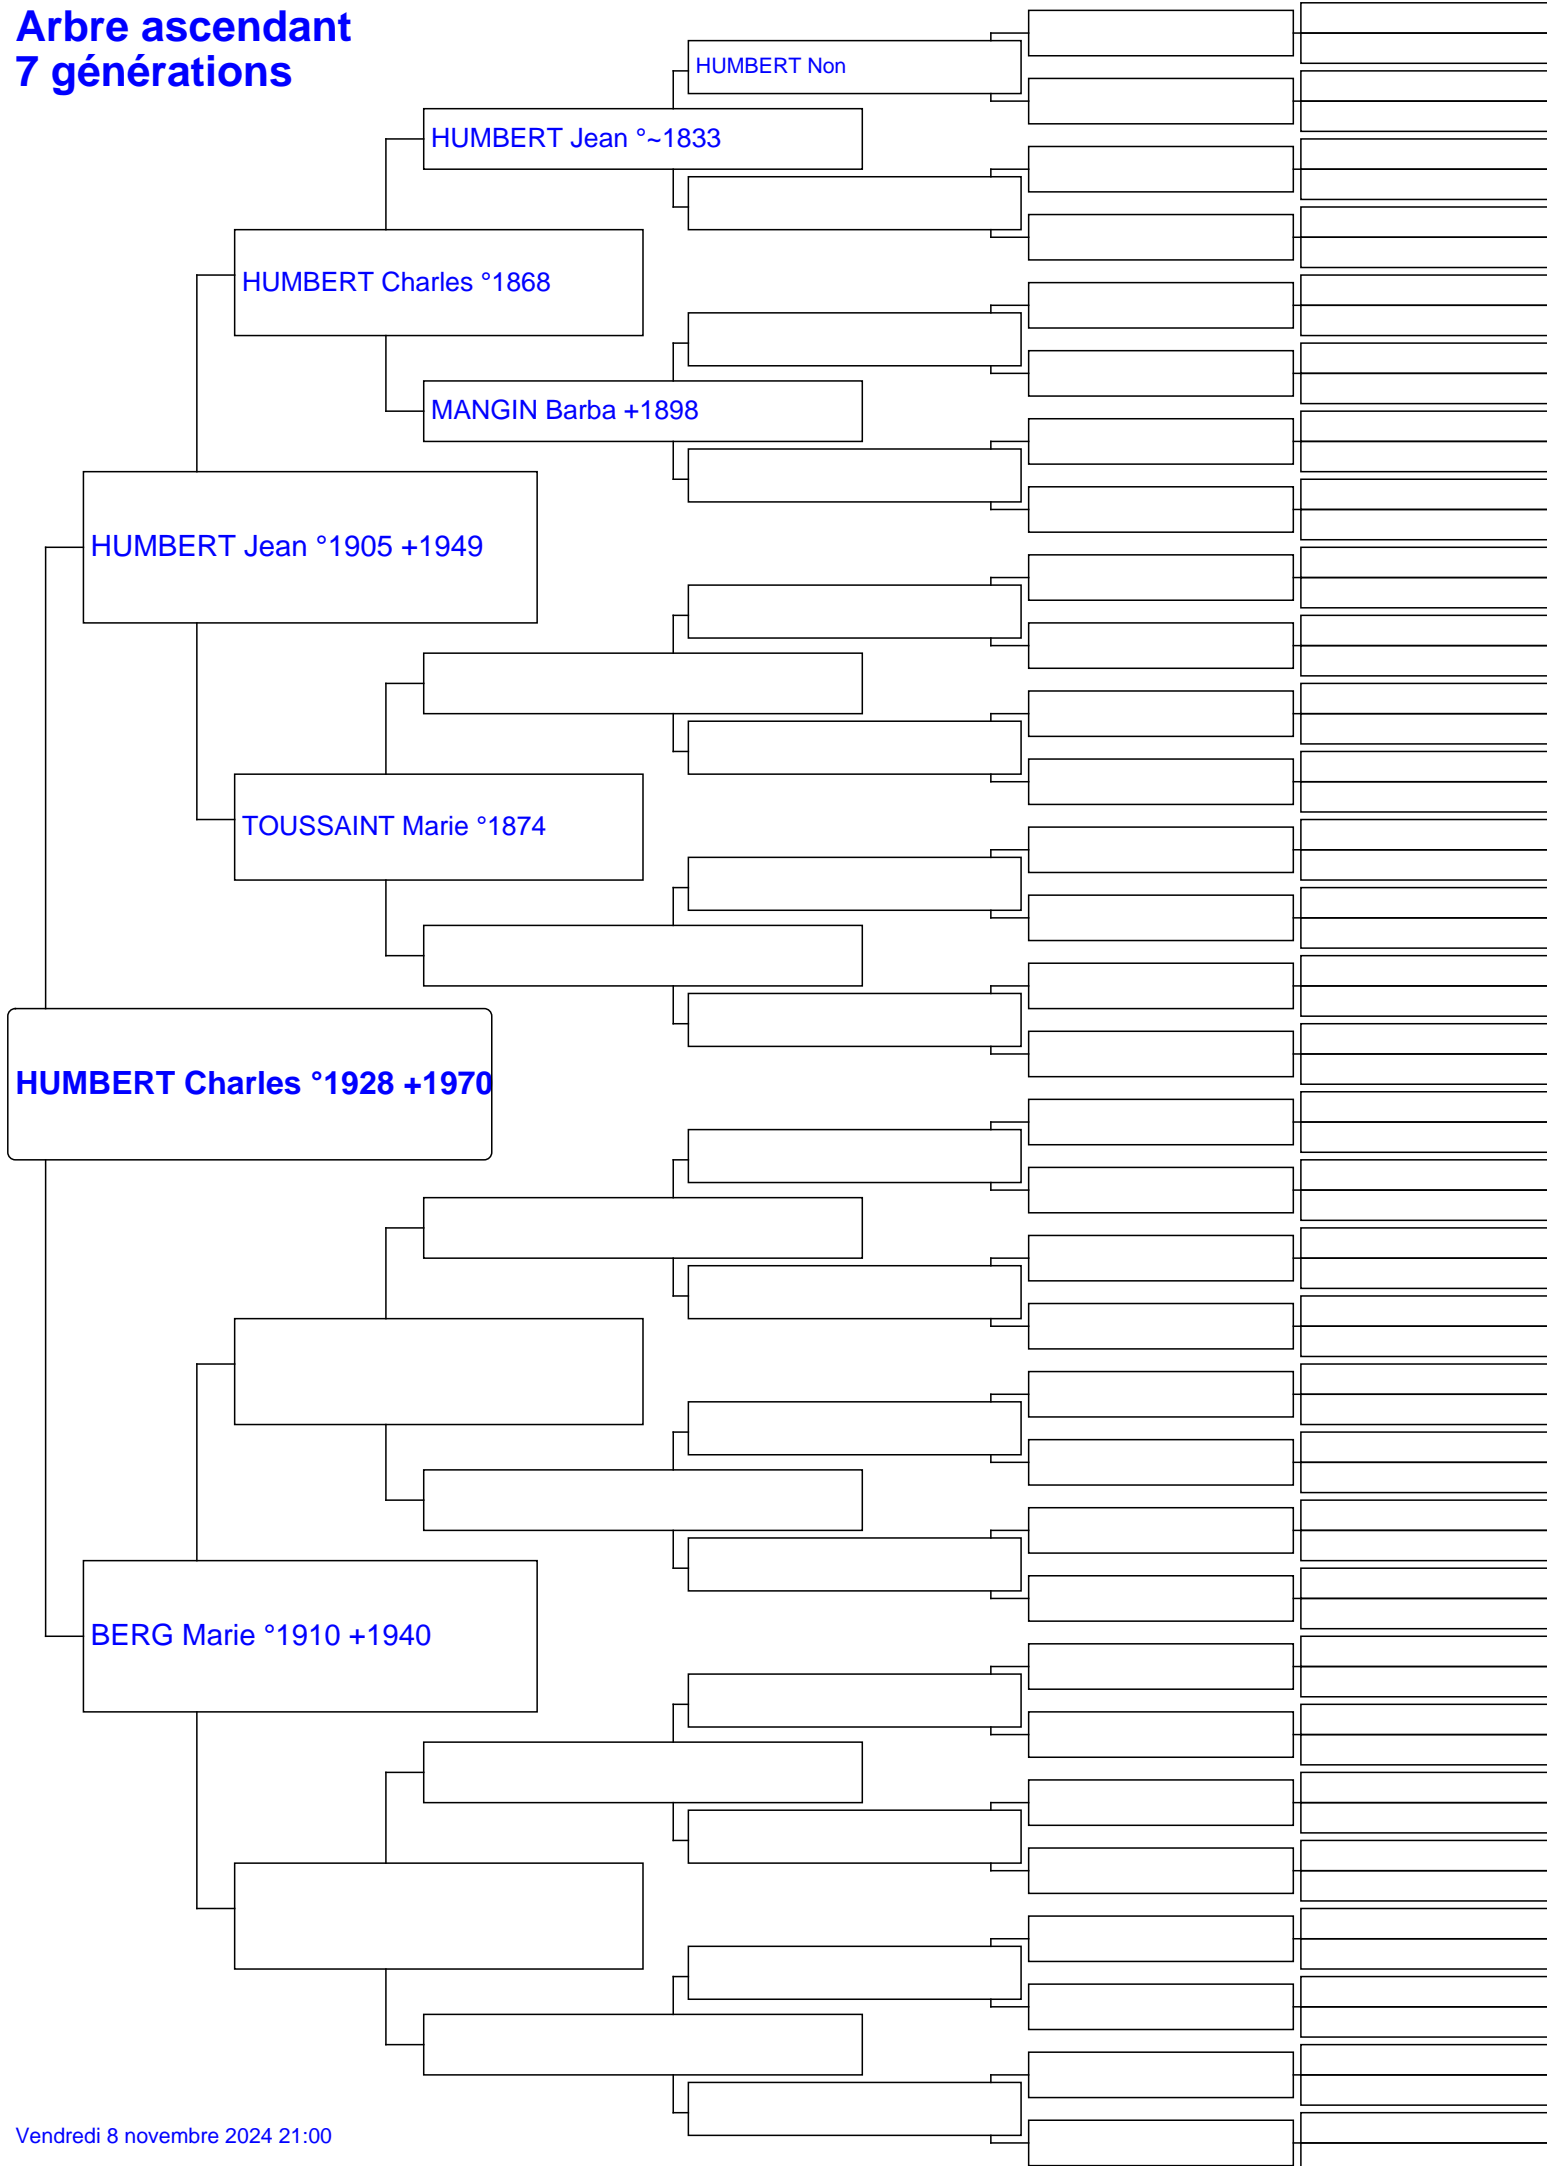 Arbre ascendant
7 générations
HUMBERT Non
HUMBERT Jean °~1833
HUMBERT Charles °1868
MANGIN Barba +1898
HUMBERT Jean °1905 +1949
TOUSSAINT Marie °1874
HUMBERT Charles °1928 +1970
BERG Marie °1910 +1940
Vendredi 8 novembre 2024 21:00